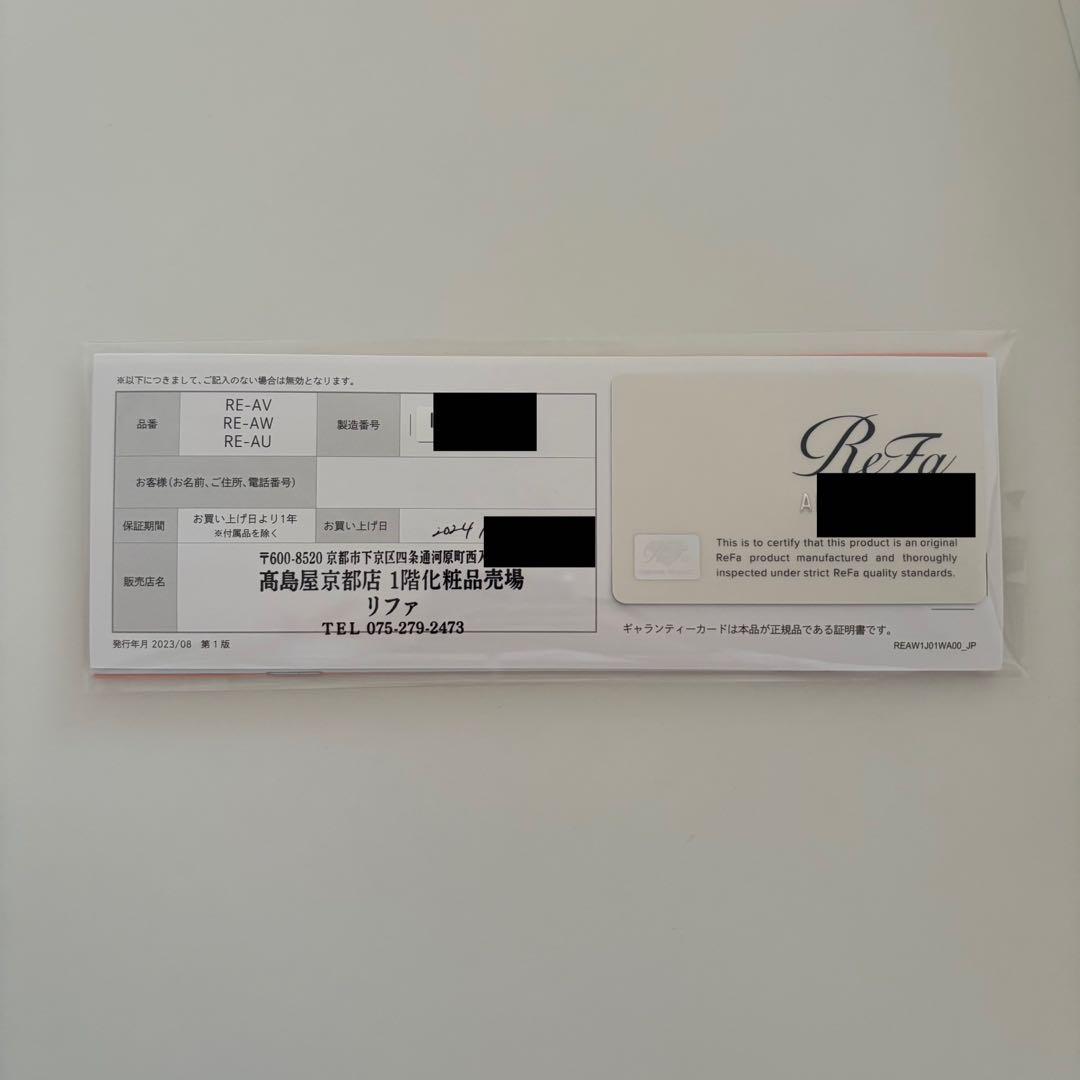 ※以下につきまして、ご記入のない場合は無効となります。
品番
RE-AV
RE-AW
RE-AU
製造番号
お客様(お名前、ご住所、電話番号)
保証期間
お買い上げ日より1年
※付属品を除く
お買い上げ日
2024
販売店名
〒600-8520 京都市下京区四条通河原町西入
髙島屋京都店 1階化粧品売場
リファ
TEL 075-279-2473
発行年月 2023/08 第1版
ReFa
A
This is to certify that this product is an original
ReFa product manufactured and thoroughly
inspected under strict ReFa quality standards.
ギャランティーカードは本品が正規品である証明書です。
REAW1J01WA00_JP